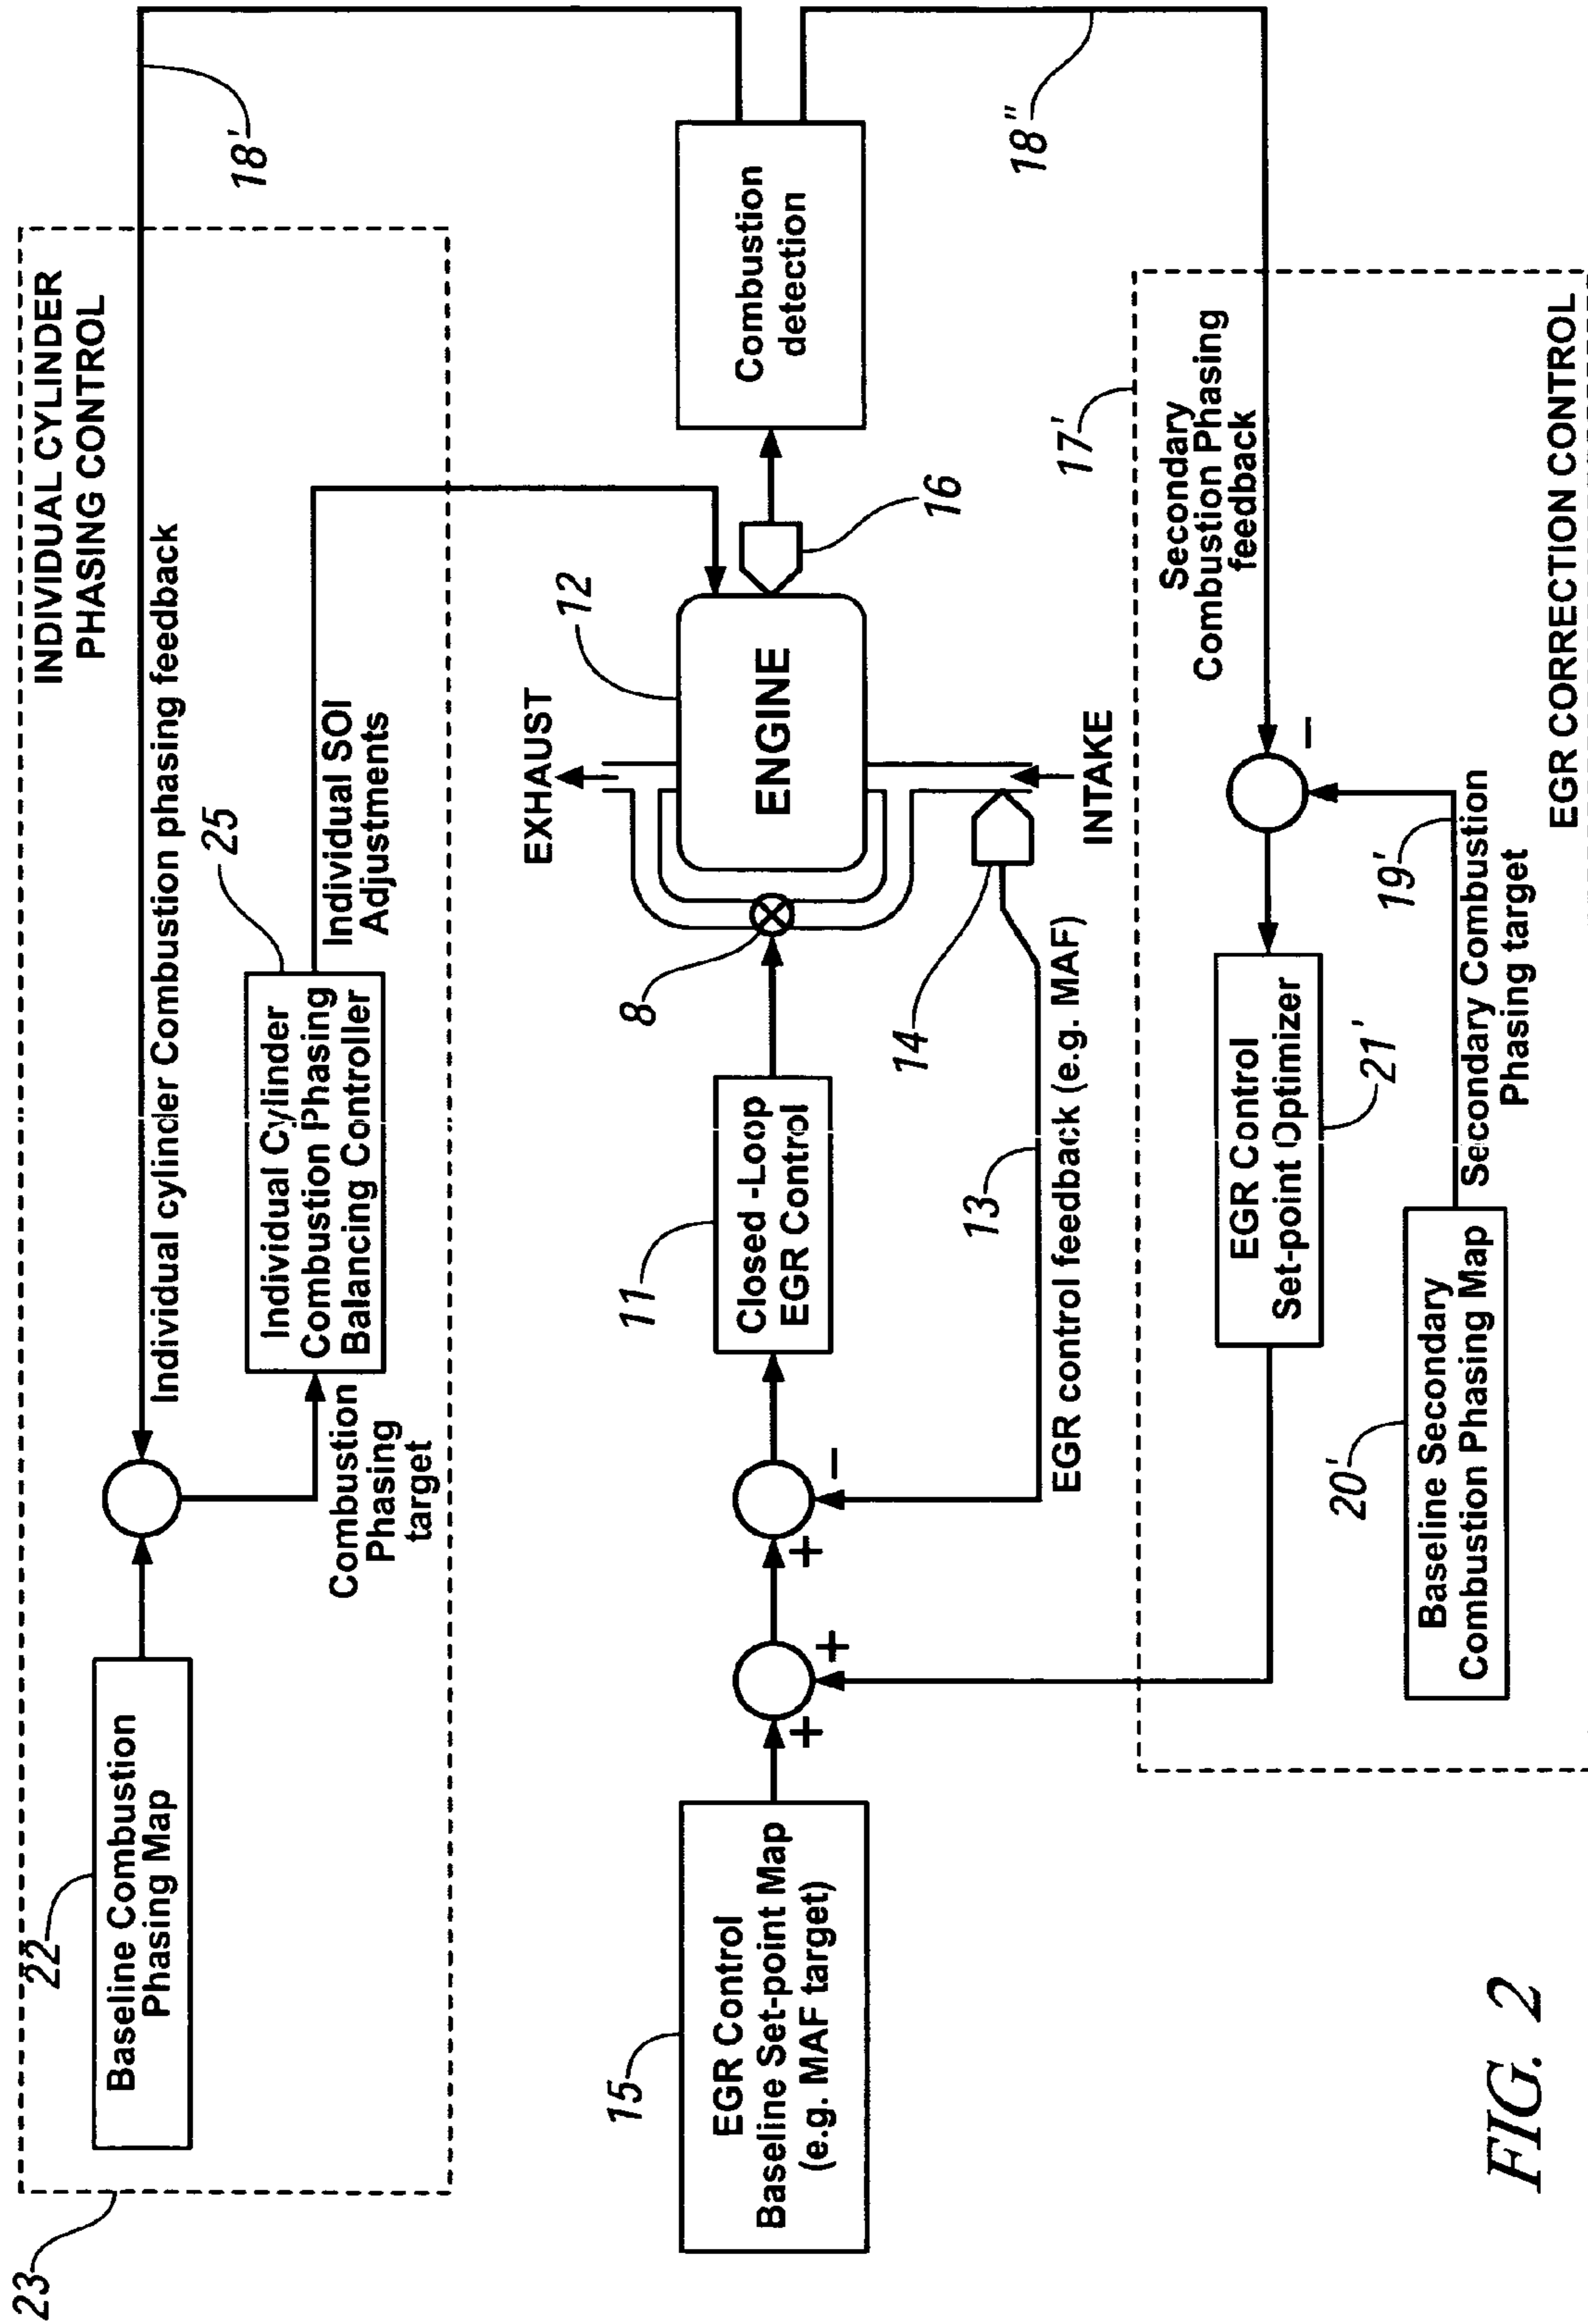 23
22
Baseline Combustion
Phasing Map
Combustion
Phasing
target
Individual cylinder Combustion phasing feedback
25
Individual Cylinder
Combustion Phasing
Balancing Controller
Individual SOI
Adjustments
INDIVIDUAL CYLINDER
PHASING CONTROL
18'
15
EGR Control
Baseline Set-point Map
(e.g. MAF target)
+
+
+
−
11
Closed -Loop
EGR Control
8
EXHAUST
12
ENGINE
INTAKE
14
13
EGR control feedback (e.g. MAF)
16
Combustion
detection
18"
17'
Secondary
Combustion Phasing
feedback
−
EGR Control
Set-point Optimizer
21'
19'
Secondary Combustion
Phasing target
20'
Baseline Secondary
Combustion Phasing Map
EGR CORRECTION CONTROL
FIG. 2